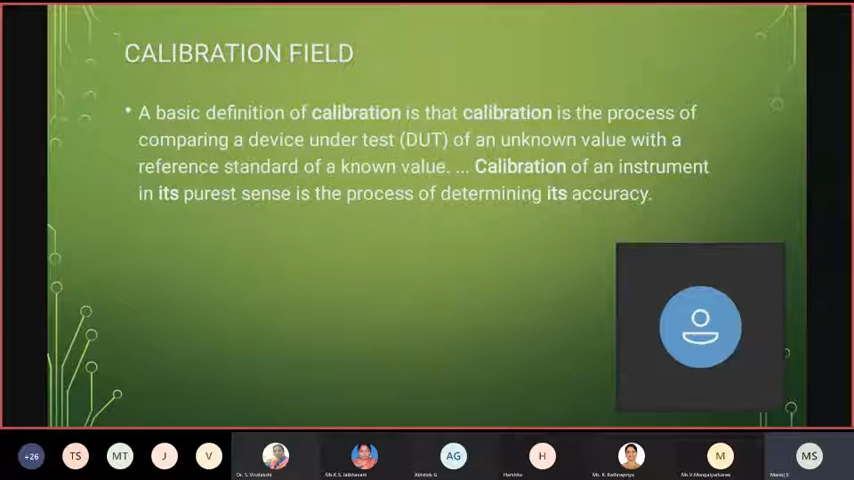 CALIBRATION FIELD
• A basic definition of calibration is that calibration is the process of
comparing a device under test (DUT) of an unknown value with a
reference standard of a known value. ... Calibration of an instrument
in its purest sense is the process of determining its accuracy.
+26
TS
MT
J
V
AG
H
M
MS
Abishek G
Manoj S